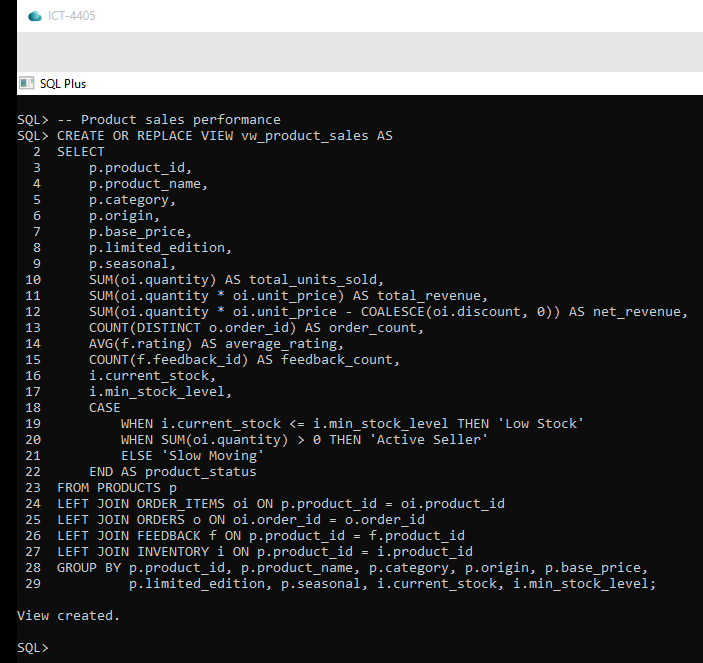 ICT-4405
SQL Plus
SQL> -- Product sales performance
SQL> CREATE OR REPLACE VIEW vw_product_sales AS
  2  SELECT
  3      p.product_id,
  4      p.product_name,
  5      p.category,
  6      p.origin,
  7      p.base_price,
  8      p.limited_edition,
  9      p.seasonal,
 10      SUM(oi.quantity) AS total_units_sold,
 11      SUM(oi.quantity * oi.unit_price) AS total_revenue,
 12      SUM(oi.quantity * oi.unit_price - COALESCE(oi.discount, 0)) AS net_revenue,
 13      COUNT(DISTINCT o.order_id) AS order_count,
 14      AVG(f.rating) AS average_rating,
 15      COUNT(f.feedback_id) AS feedback_count,
 16      i.current_stock,
 17      i.min_stock_level,
 18      CASE
 19          WHEN i.current_stock <= i.min_stock_level THEN 'Low Stock'
 20          WHEN SUM(oi.quantity) > 0 THEN 'Active Seller'
 21          ELSE 'Slow Moving'
 22      END AS product_status
 23  FROM PRODUCTS p
 24  LEFT JOIN ORDER_ITEMS oi ON p.product_id = oi.product_id
 25  LEFT JOIN ORDERS o ON oi.order_id = o.order_id
 26  LEFT JOIN FEEDBACK f ON p.product_id = f.product_id
 27  LEFT JOIN INVENTORY i ON p.product_id = i.product_id
 28  GROUP BY p.product_id, p.product_name, p.category, p.origin, p.base_price,
 29           p.limited_edition, p.seasonal, i.current_stock, i.min_stock_level;
View created.
SQL>